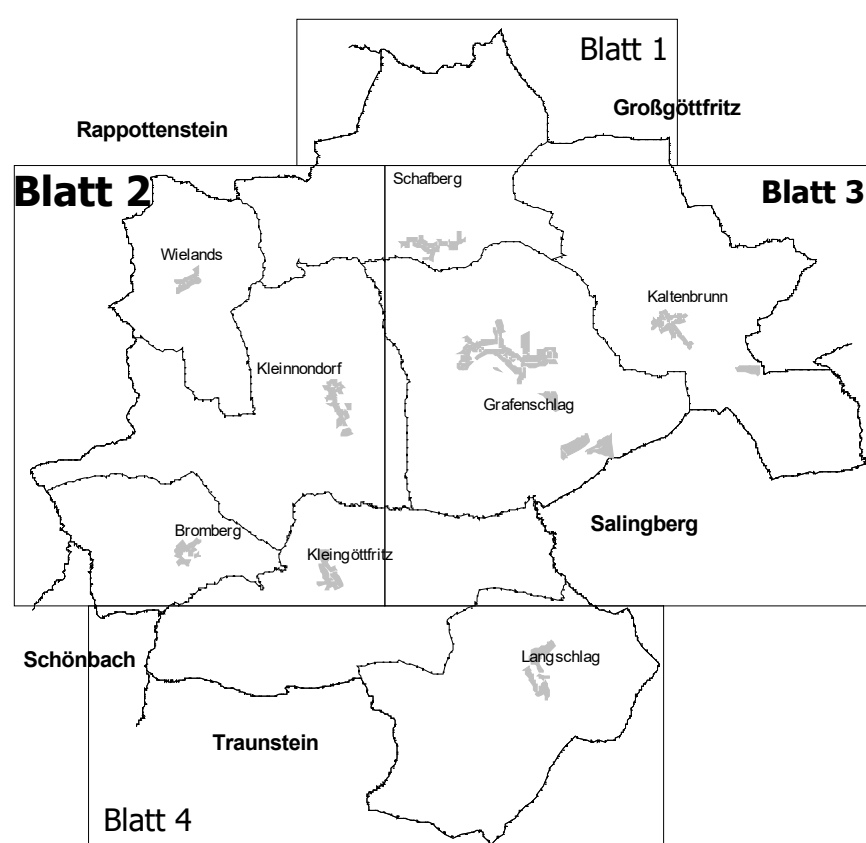 Blatt 1
Großgöttfritz
Rappottenstein
Schafberg
Blatt 2
Blatt 3
Wielands
Kaltenbrunn
Kleinnondorf
Grafenschlag
Bromberg
Salingberg
Kleingöttfritz
Schönbach
Langschlag
Traunstein
Blatt 4